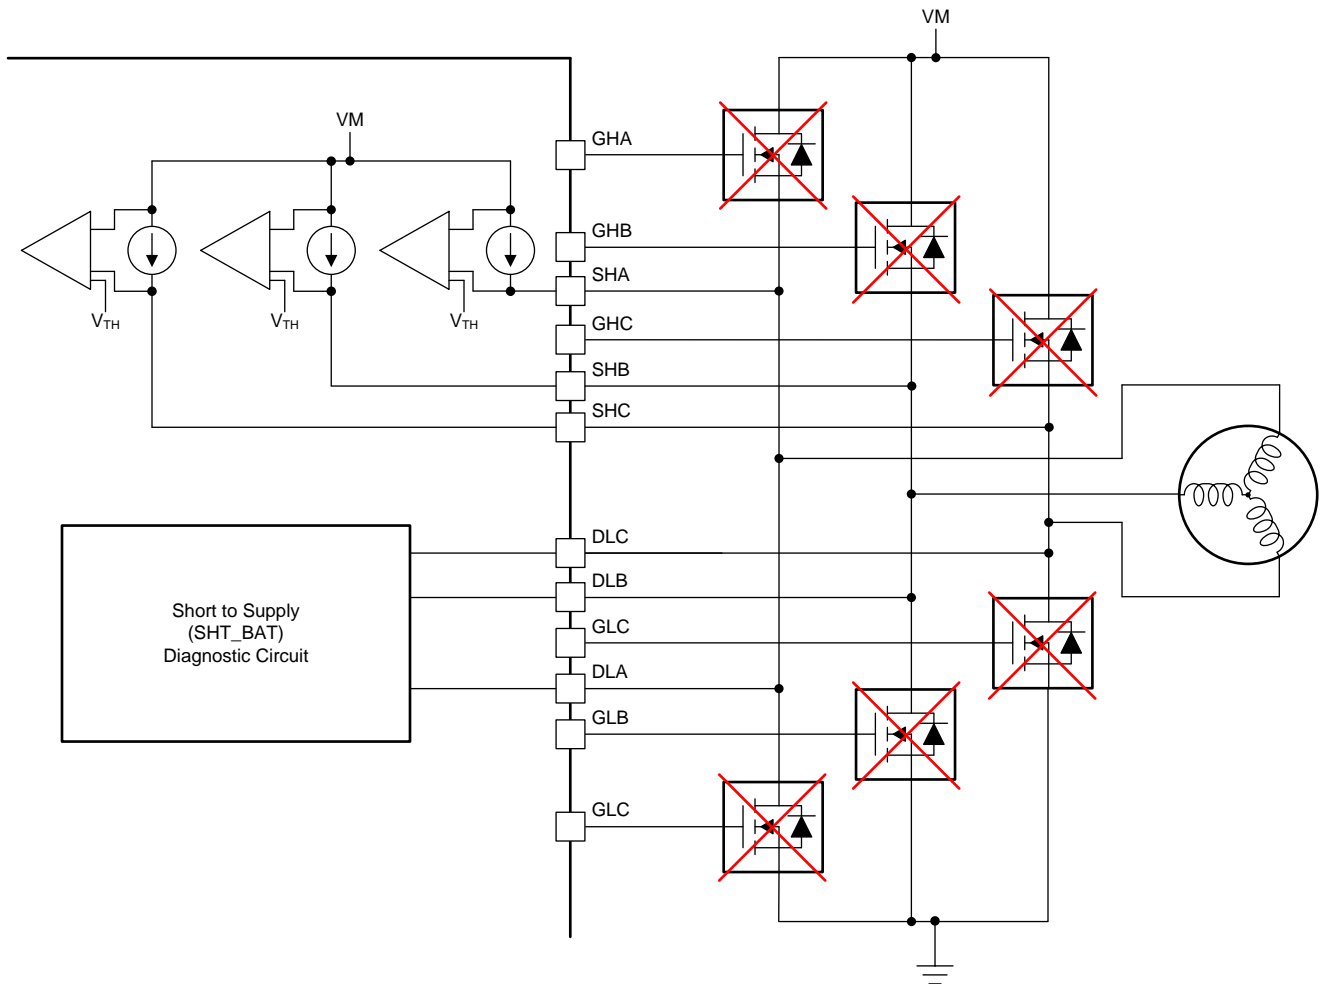 VM
VM
GHA
GHB
SHA
GHC
SHB
SHC
VTH
VTH
VTH
DLC
DLB
GLC
DLA
GLB
GLC
Short to Supply
(SHT_BAT)
Diagnostic Circuit